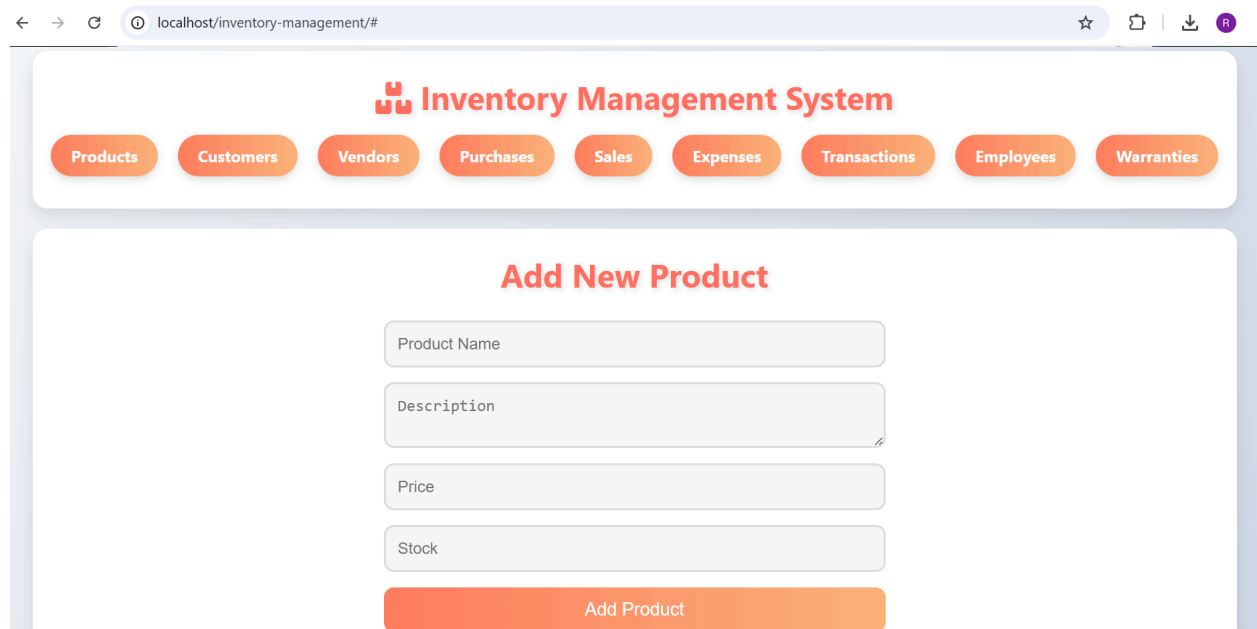 localhost/inventory-management/#
R
Inventory Management System
Products Customers Vendors Purchases Sales Expenses Transactions Employees Warranties
Add New Product
Product Name
Description
Price
Stock
Add Product